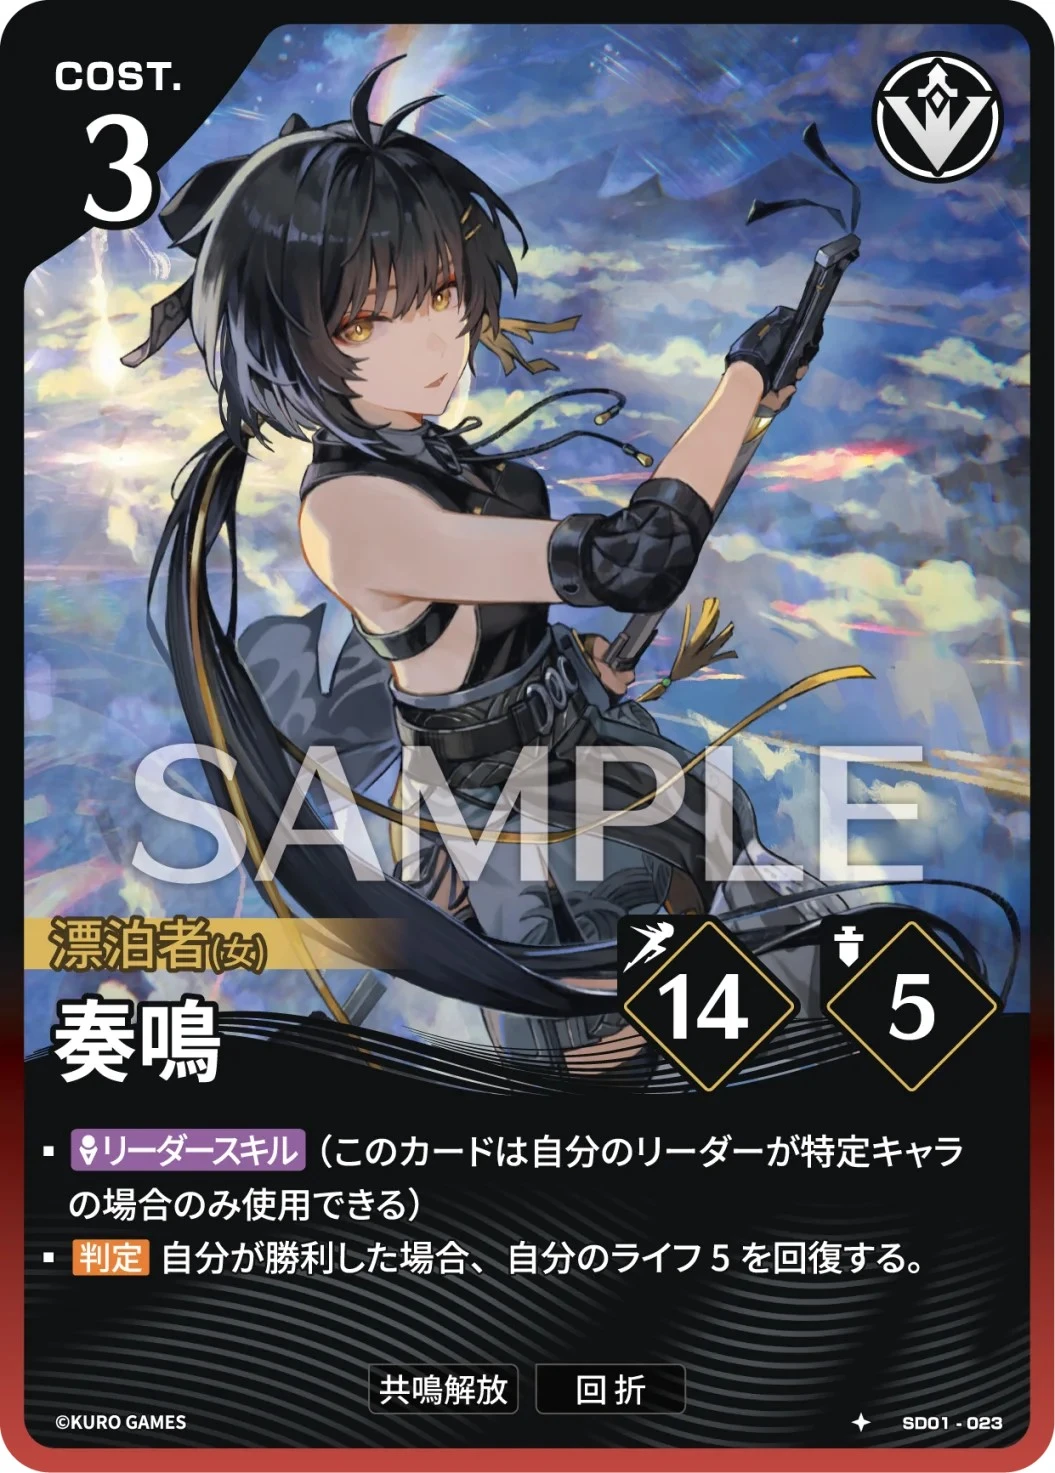 COST.
3
SAMPLE
漂泊者(女)
奏鳴
14
5
▪ リーダースキル（このカードは自分のリーダーが特定キャラ
の場合のみ使用できる）
▪ 判定 自分が勝利した場合、自分のライフ 5 を回復する。
共鳴解放 回折
©KURO GAMES
SD01 - 023